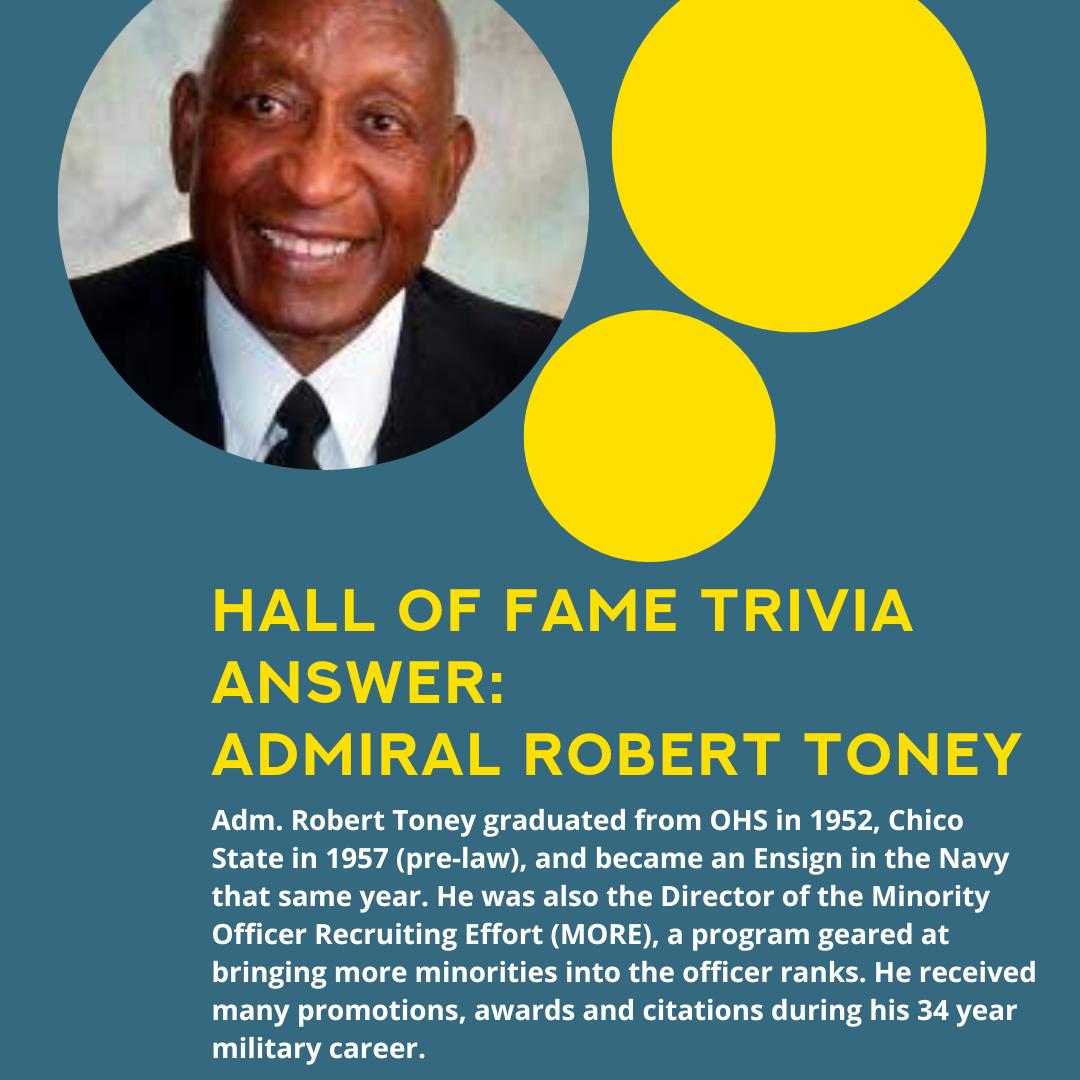 HALL OF FAME TRIVIA
ANSWER:
ADMIRAL ROBERT TONEY
Adm. Robert Toney graduated from OHS in 1952, Chico
State in 1957 (pre-law), and became an Ensign in the Navy
that same year. He was also the Director of the Minority
Officer Recruiting Effort (MORE), a program geared at
bringing more minorities into the officer ranks. He received
many promotions, awards and citations during his 34 year
military career.